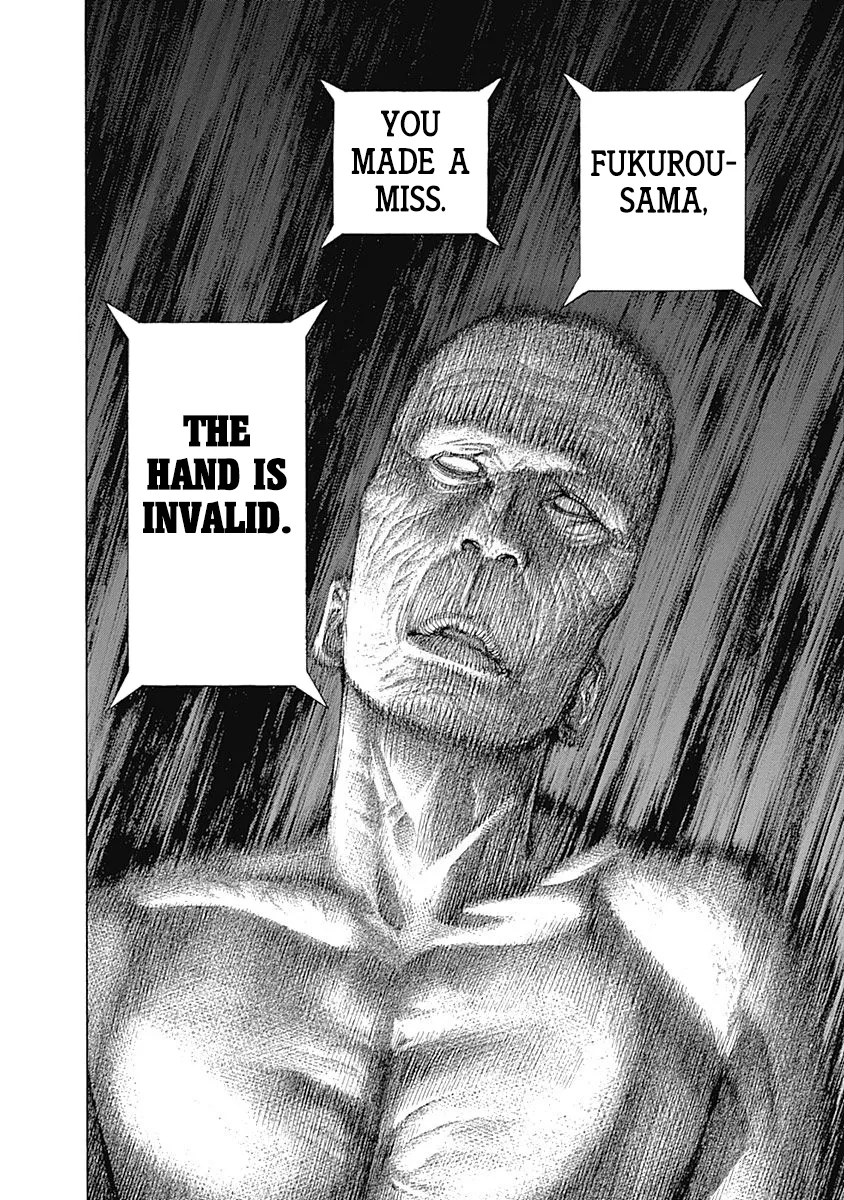 FUKUROU-
SAMA,
YOU
MADE A
MISS.
THE
HAND IS
INVALID.